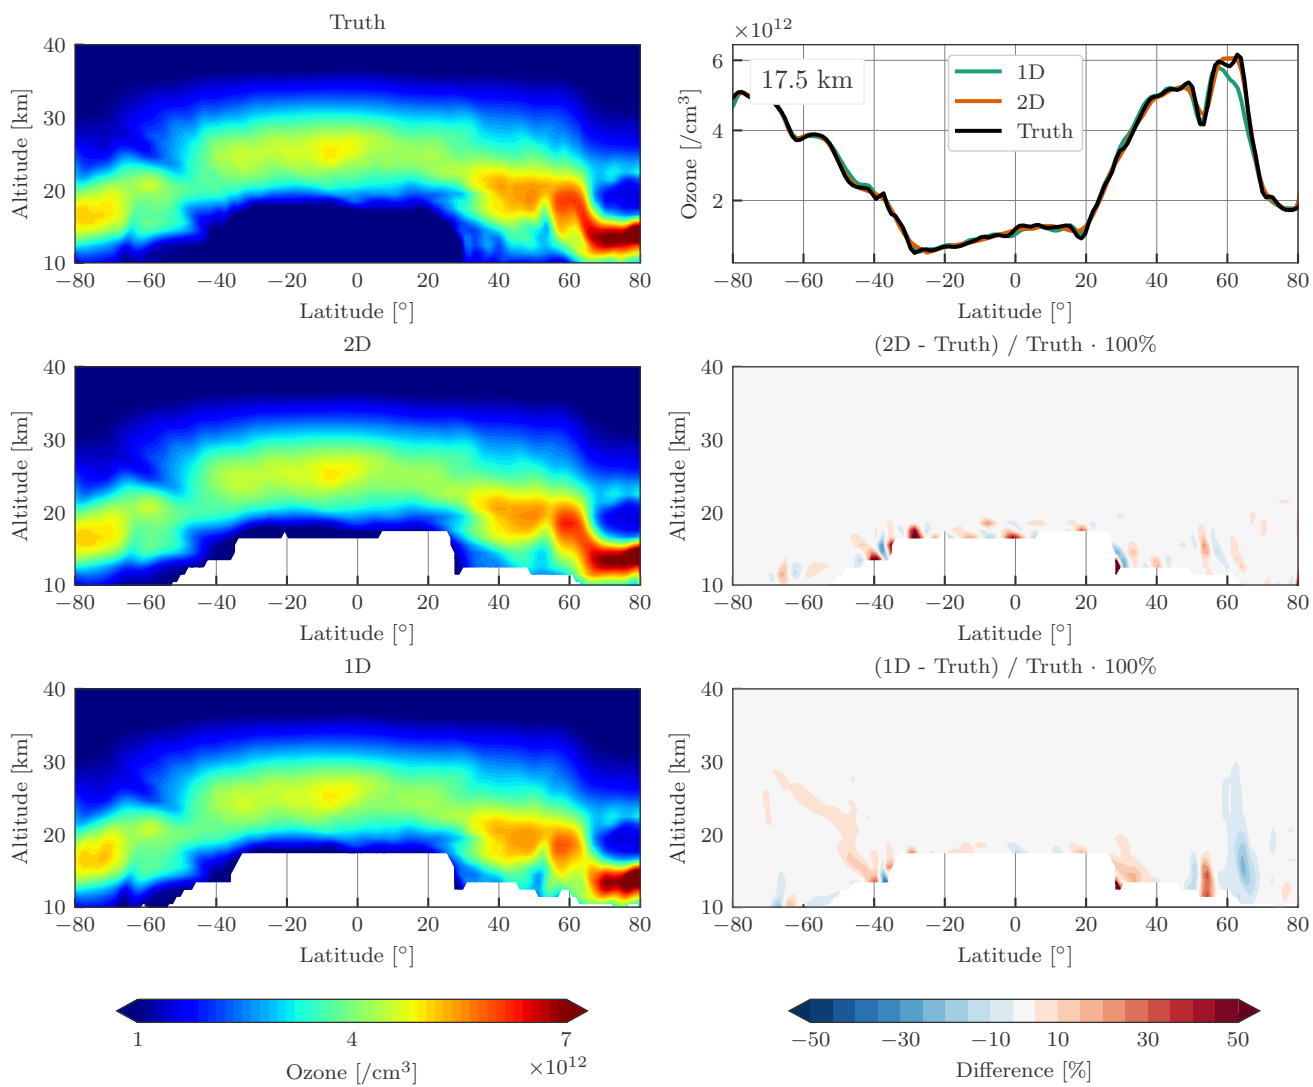 Truth
40
30
20
10
Altitude [km]
−80 −60 −40 −20 0 20 40 60 80
Latitude [°]
×10¹²
6
4
2
Ozone [/cm³]
17.5 km
1D
2D
Truth
−80 −60 −40 −20 0 20 40 60 80
Latitude [°]
2D
40
30
20
10
Altitude [km]
−80 −60 −40 −20 0 20 40 60 80
Latitude [°]
(2D - Truth) / Truth · 100%
40
30
20
10
Altitude [km]
−80 −60 −40 −20 0 20 40 60 80
Latitude [°]
1D
40
30
20
10
Altitude [km]
−80 −60 −40 −20 0 20 40 60 80
Latitude [°]
(1D - Truth) / Truth · 100%
40
30
20
10
Altitude [km]
−80 −60 −40 −20 0 20 40 60 80
Latitude [°]
1 4 7
×10¹²
Ozone [/cm³]
−50 −30 −10 10 30 50
Difference [%]